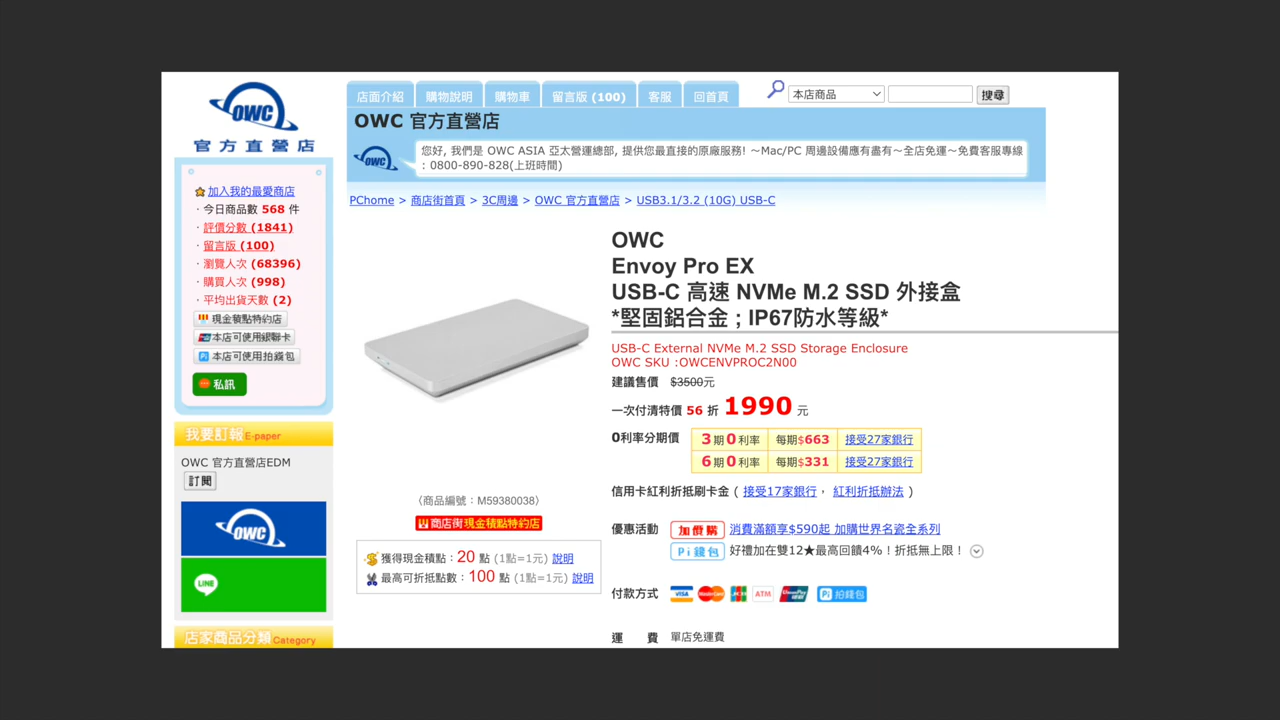 OWC
官方直營店
店面介紹 購物說明 購物車 留言版 (100) 客服 回首頁
本店商品 搜尋
OWC 官方直營店
OWC
您好, 我們是 OWC ASIA 亞太營運總部, 提供您最直接的原廠服務! ～Mac/PC 周邊設備應有盡有～全店免運～免費客服專線
: 0800-890-828(上班時間)
PChome > 商店街首頁 > 3C周邊 > OWC 官方直營店 > USB3.1/3.2 (10G) USB-C
加入我的最愛商店
· 今日商品數 568 件
· 評價分數 (1841)
· 留言版 (100)
· 瀏覽人次 (68396)
· 購買人次 (998)
· 平均出貨天數 (2)
現金積點特約店
本店可使用銀聯卡
Pi 本店可使用拍錢包
私訊
我要訂報 E-paper
OWC 官方直營店EDM
訂閱
OWC
LINE
店家商品分類 Category
〈商品編號：M59380038〉
商店街現金積點特約店
獲得現金積點：20 點 (1點=1元) 說明
最高可折抵點數：100 點 (1點=1元) 說明
OWC
Envoy Pro EX
USB-C 高速 NVMe M.2 SSD 外接盒
*堅固鋁合金 ; IP67防水等級*
USB-C External NVMe M.2 SSD Storage Enclosure
OWC SKU :OWCENVPROC2N00
建議售價 $3500元
一次付清特價 56 折 1990 元
0利率分期價 3 期 0 利率 每期$663 接受27家銀行
6 期 0 利率 每期$331 接受27家銀行
信用卡紅利折抵刷卡金 ( 接受17家銀行， 紅利折抵辦法 )
優惠活動 加價購 消費滿額享$590起 加購世界名瓷全系列
Pi 錢包 好禮加在雙12★最高回饋4%！折抵無上限！
付款方式 VISA MasterCard JCB ATM UnionPay 銀聯 Pi 拍錢包
運 費 單店免運費